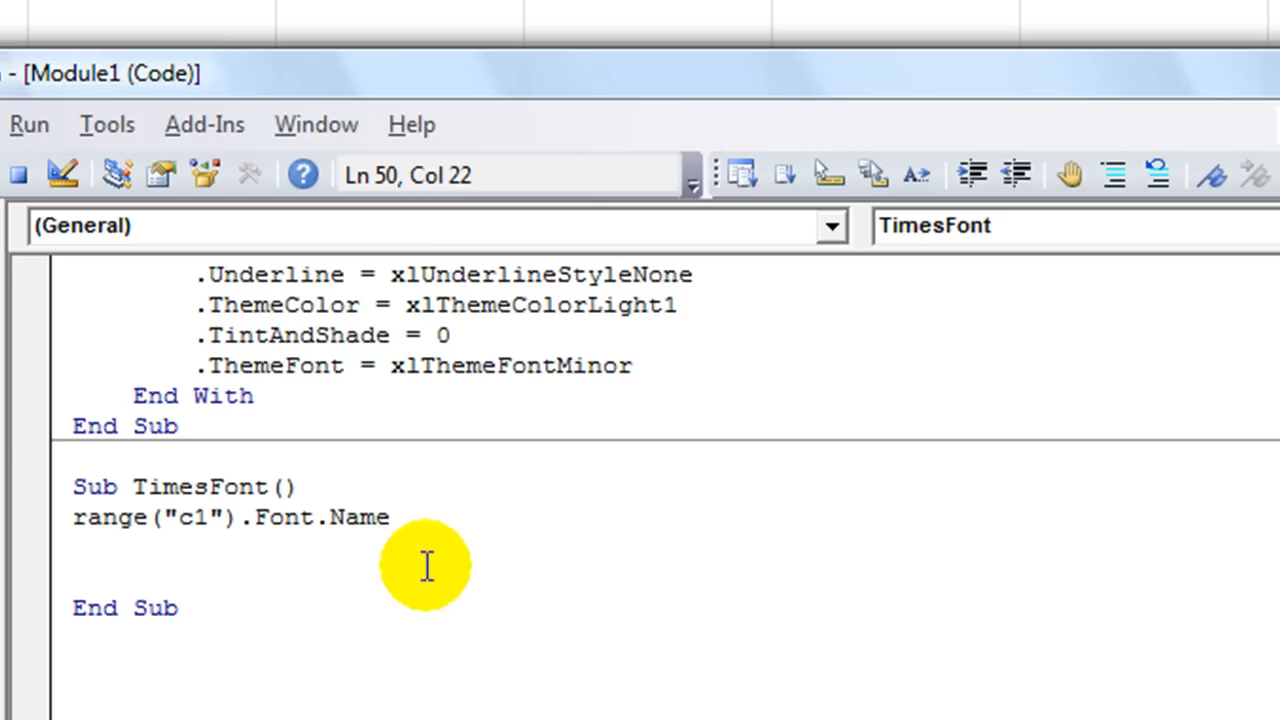 - [Module1 (Code)]
Run Tools Add-Ins Window Help
Ln 50, Col 22
(General) TimesFont
.Underline = xlUnderlineStyleNone
.ThemeColor = xlThemeColorLight1
.TintAndShade = 0
.ThemeFont = xlThemeFontMinor
End With
End Sub
Sub TimesFont()
range("c1").Font.Name
End Sub